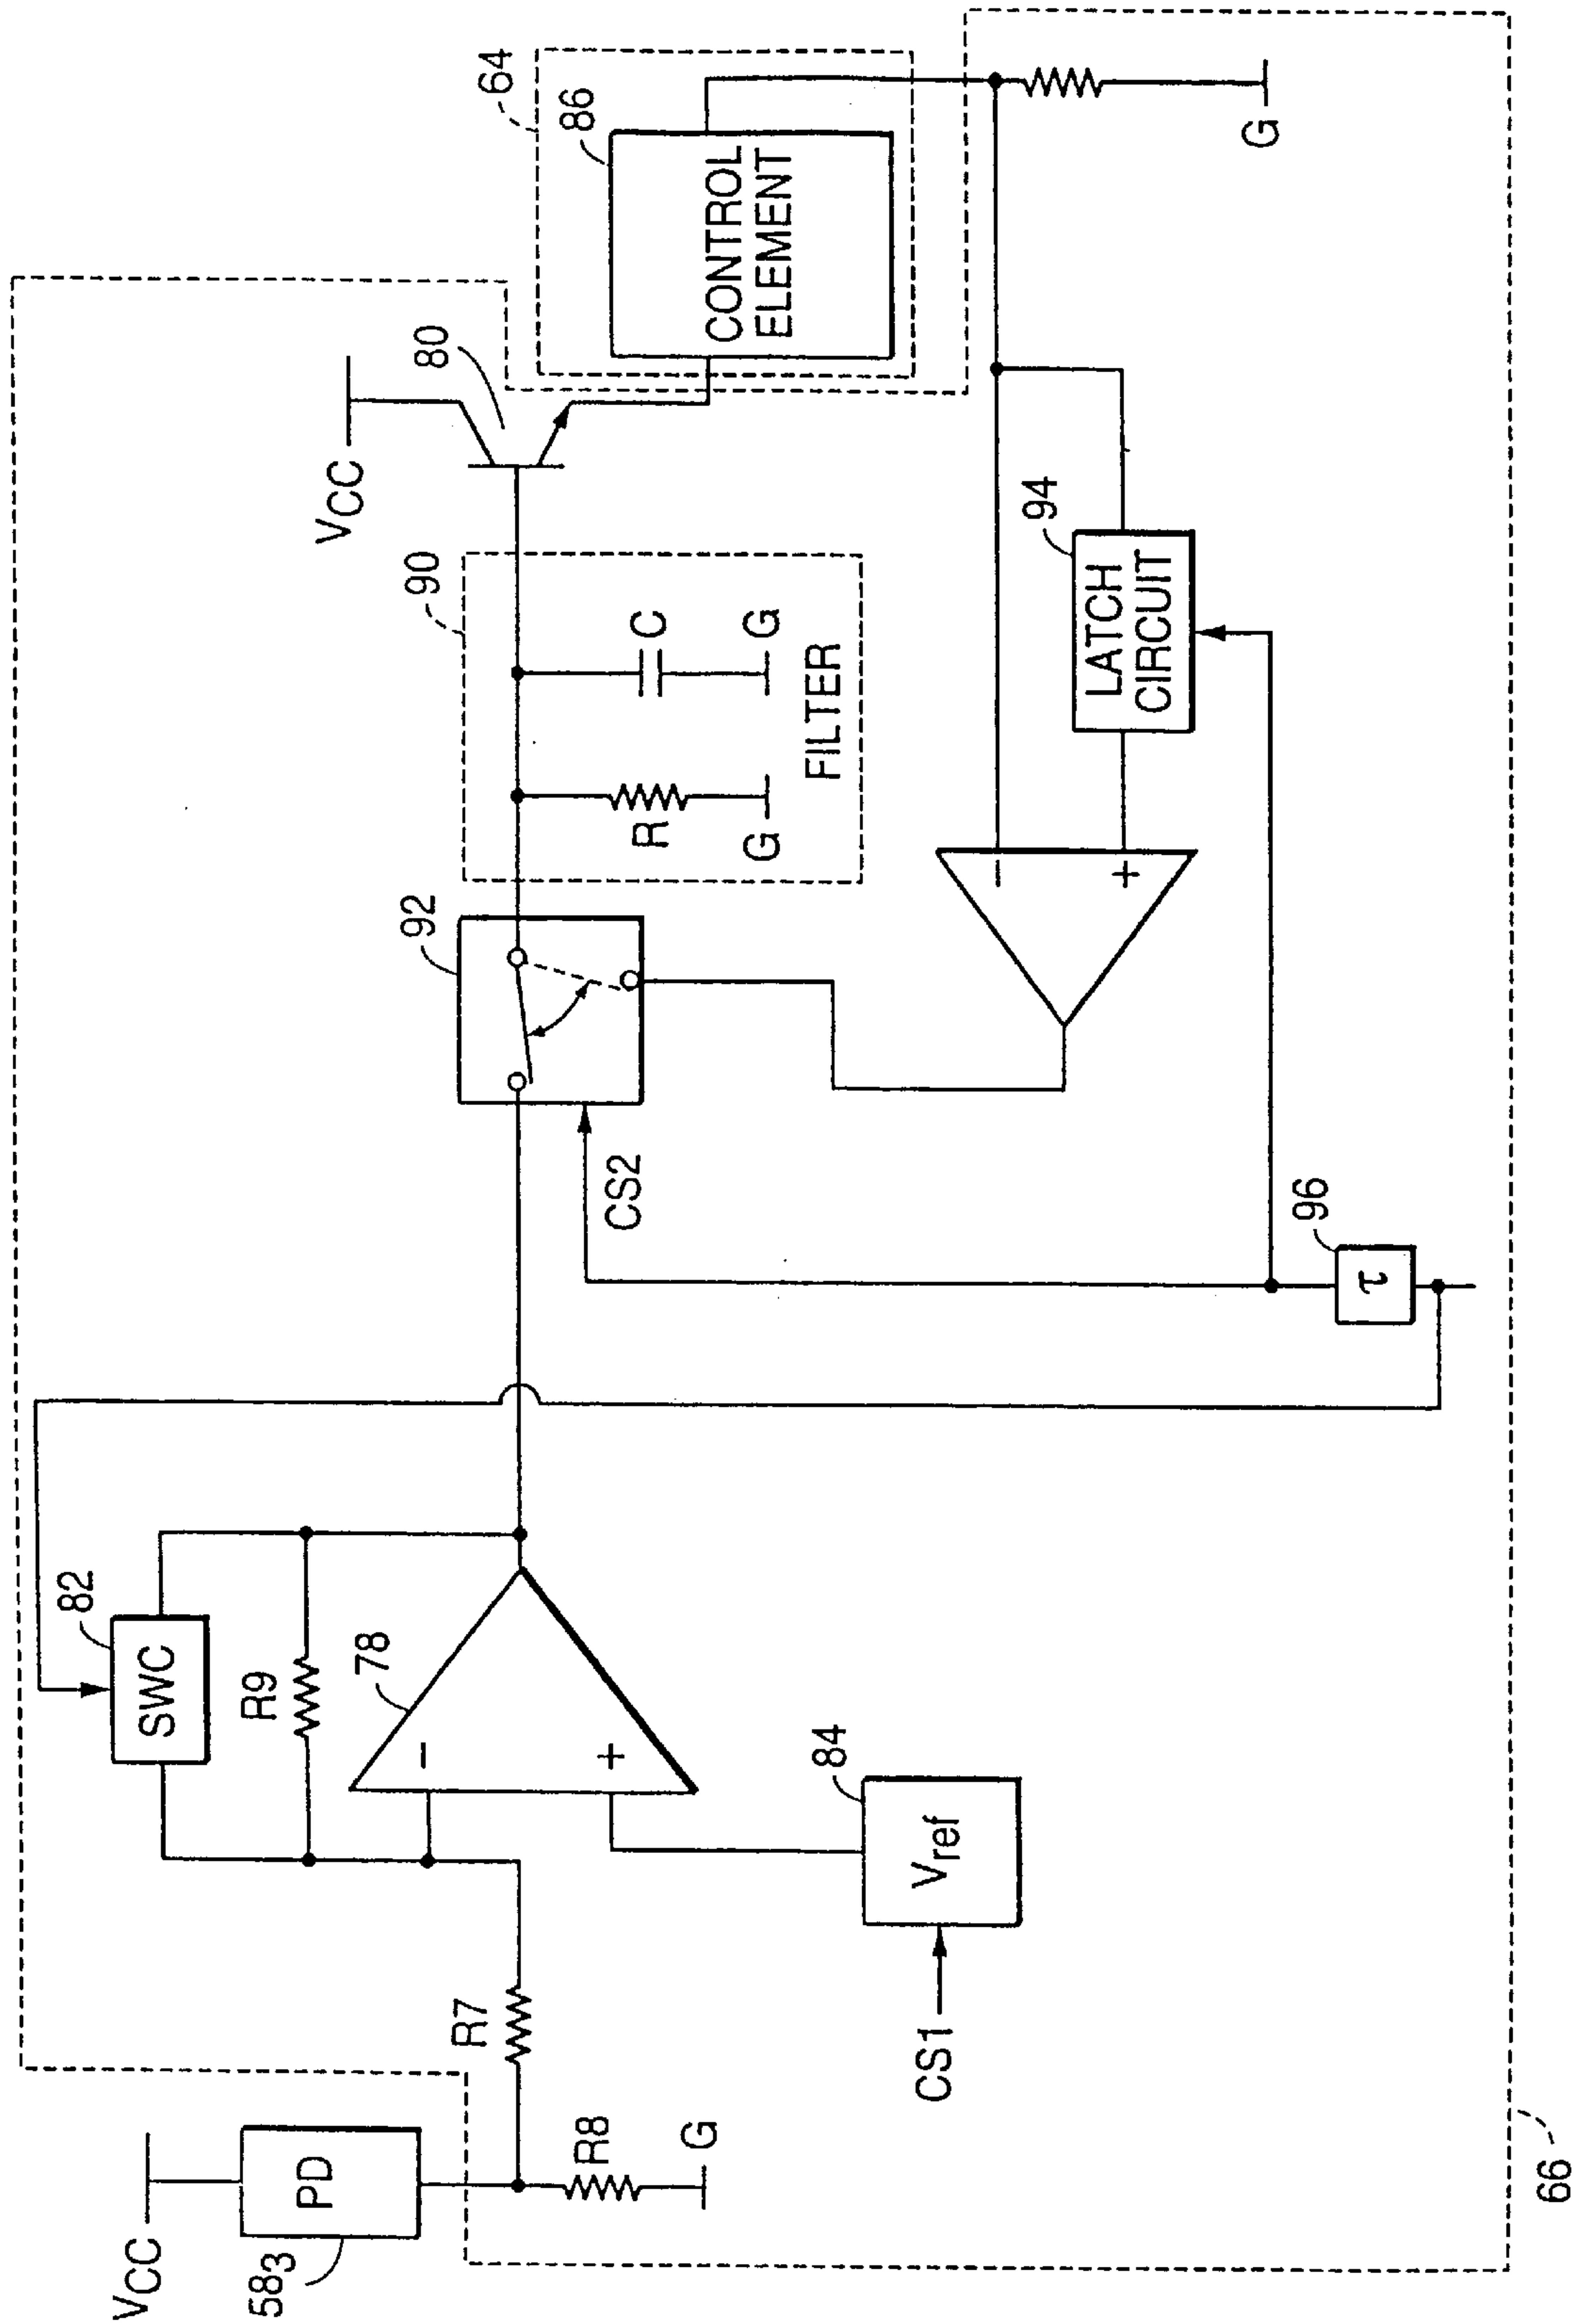 VCC
PD
58₃
R8
G
R7
SWC
82
R9
78
−
+
84
Vref
CS1
66
CS2
92
90
R
G
C
G
FILTER
VCC
80
64
86
CONTROL
ELEMENT
G
94
LATCH
CIRCUIT
−
+
96
τ